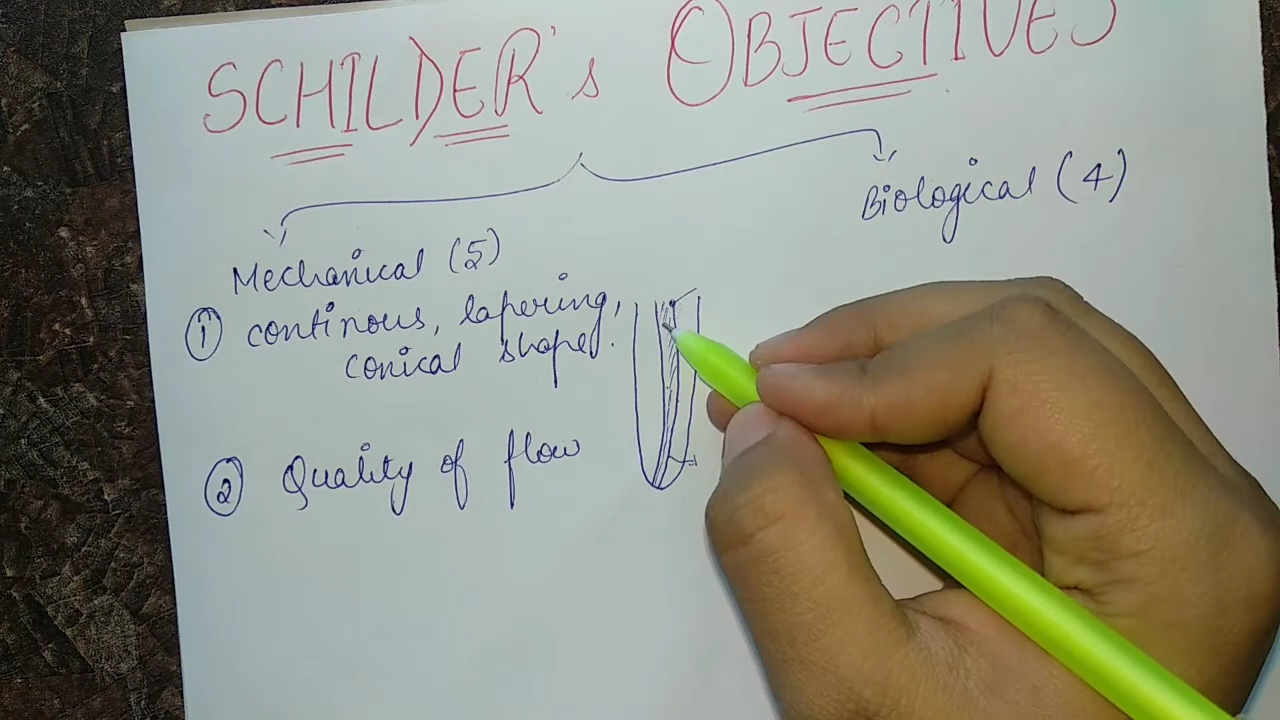 SCHILDER's OBJECTIVES
Biological (4)
Mechanical (5)
① continous, tapering,
conical shape.
② Quality of flow